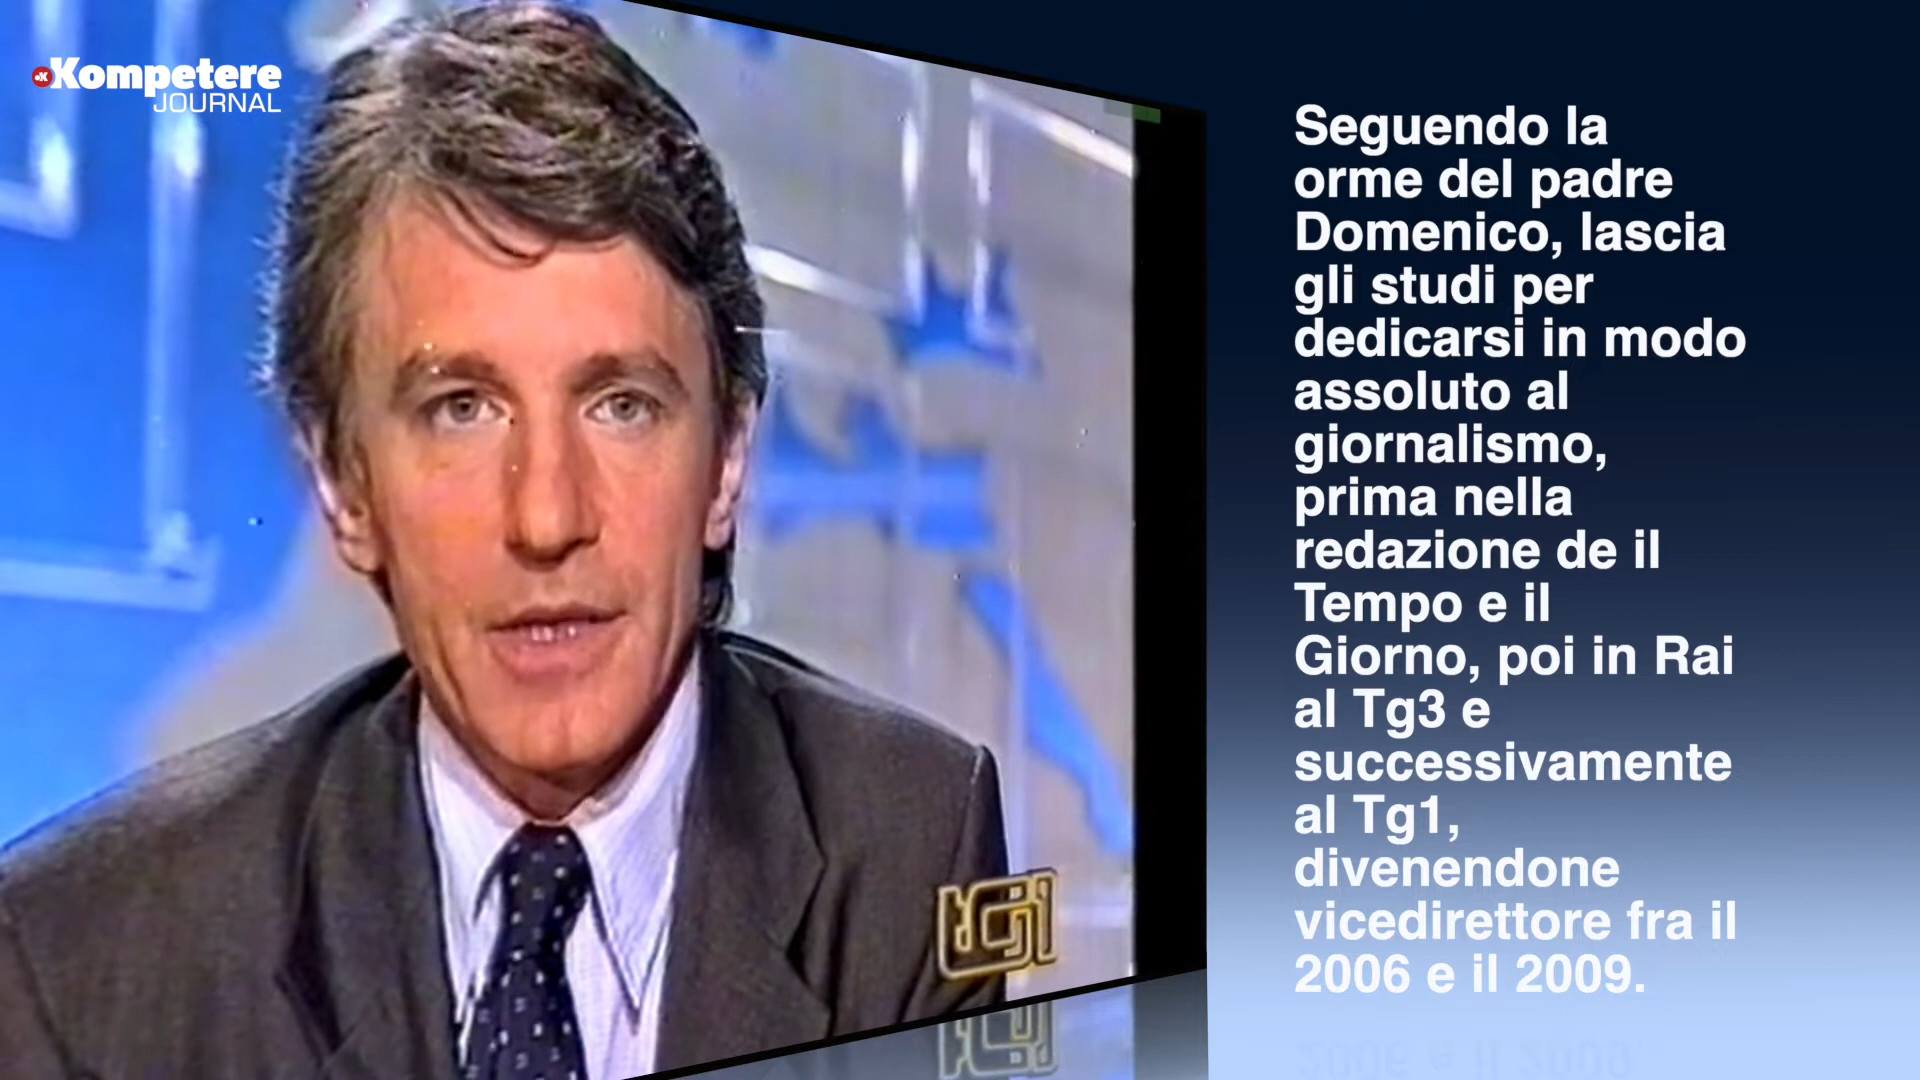 Kompetere
JOURNAL
Seguendo la
orme del padre
Domenico, lascia
gli studi per
dedicarsi in modo
assoluto al
giornalismo,
prima nella
redazione de il
Tempo e il
Giorno, poi in Rai
al Tg3 e
successivamente
al Tg1,
divenendone
vicedirettore fra il
2006 e il 2009.
tG1